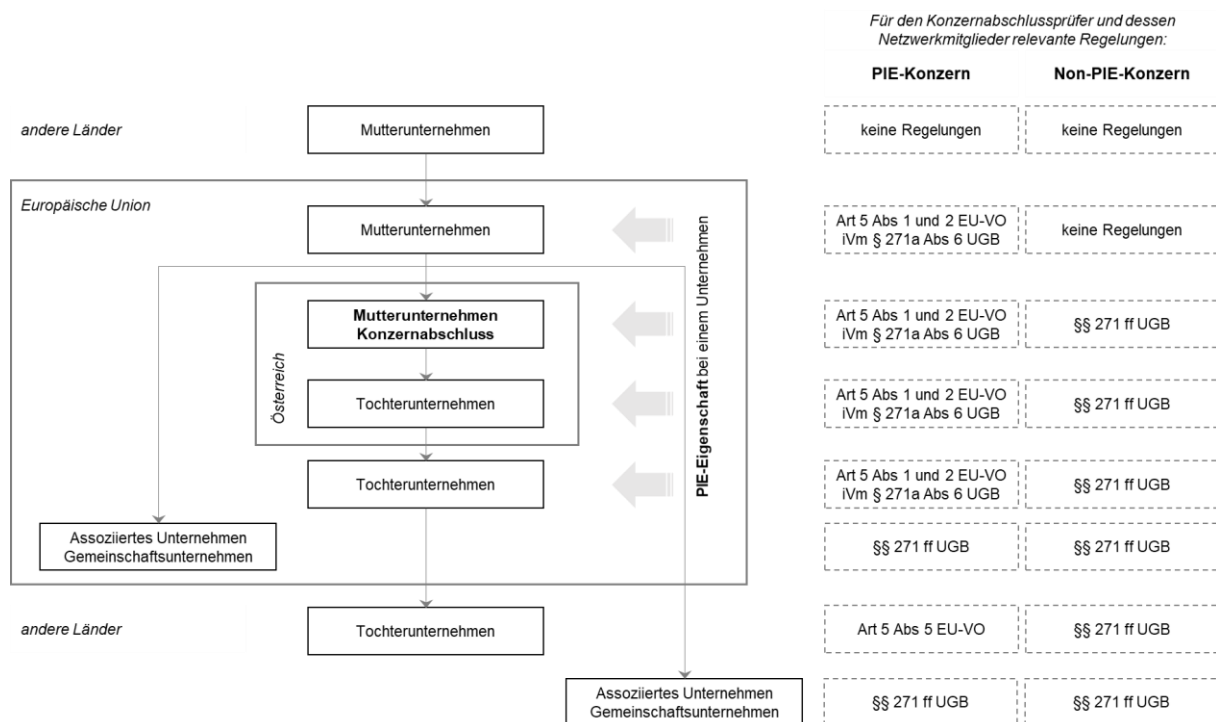 Für den Konzernabschlussprüfer und dessen
Netzwerkmitglieder relevante Regelungen:
PIE-Konzern
Non-PIE-Konzern
andere Länder
Mutterunternehmen
keine Regelungen
keine Regelungen
Europäische Union
Mutterunternehmen
Art 5 Abs 1 und 2 EU-VO
iVm § 271a Abs 6 UGB
keine Regelungen
PIE-Eigenschaft bei einem Unternehmen
Österreich
Mutterunternehmen
Konzernabschluss
Art 5 Abs 1 und 2 EU-VO
iVm § 271a Abs 6 UGB
§§ 271 ff UGB
Tochterunternehmen
Art 5 Abs 1 und 2 EU-VO
iVm § 271a Abs 6 UGB
§§ 271 ff UGB
Tochterunternehmen
Art 5 Abs 1 und 2 EU-VO
iVm § 271a Abs 6 UGB
§§ 271 ff UGB
Assoziiertes Unternehmen
Gemeinschaftsunternehmen
§§ 271 ff UGB
§§ 271 ff UGB
andere Länder
Tochterunternehmen
Art 5 Abs 5 EU-VO
§§ 271 ff UGB
Assoziiertes Unternehmen
Gemeinschaftsunternehmen
§§ 271 ff UGB
§§ 271 ff UGB